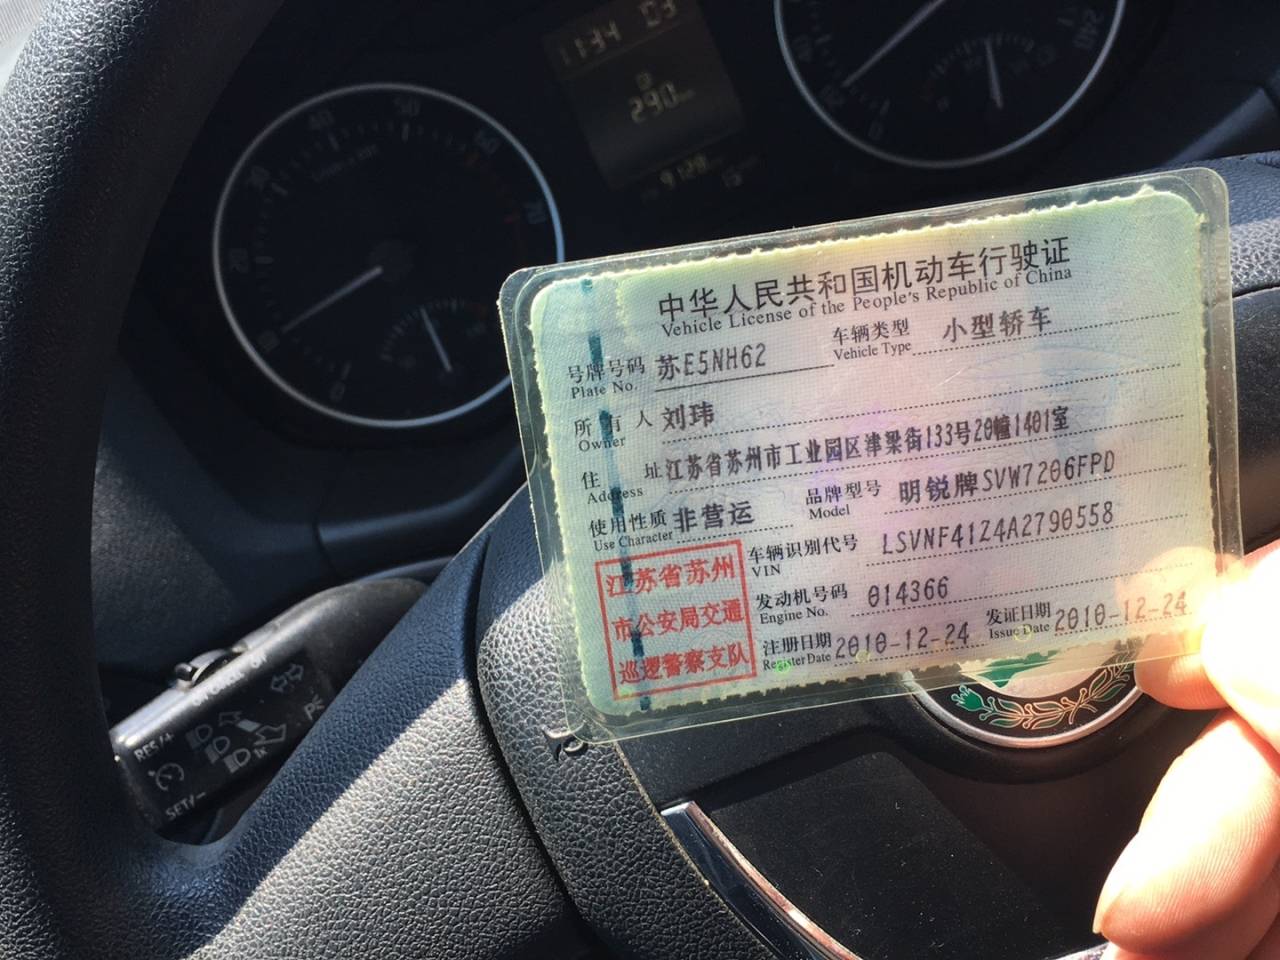 中华人民共和国机动车行驶证
Vehicle License of the People's Republic of China
号牌号码 苏E5NH62 车辆类型 小型轿车
Plate No. Vehicle Type
所有人 刘玮
Owner
住址 江苏省苏州市工业园区津梁街133号20幢1401室
Address
使用性质 非营运 品牌型号 明锐牌SVW7206FPD
Use Character Model
江苏省苏州
市公安局交通
巡逻警察支队
车辆识别代号 LSVNF41Z4A2790558
VIN
发动机号码 014366
Engine No.
注册日期 2010-12-24 发证日期 2010-12-24
Register Date Issue Date
RES/+
SET/-
40
50
60
70
290